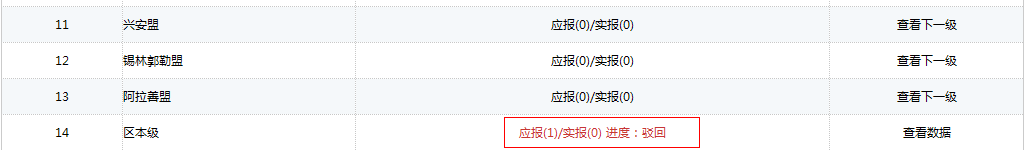 11 兴安盟 应报(0)/实报(0) 查看下一级
12 锡林郭勒盟 应报(0)/实报(0) 查看下一级
13 阿拉善盟 应报(0)/实报(0) 查看下一级
14 区本级 应报(1)/实报(0) 进度：驳回 查看数据